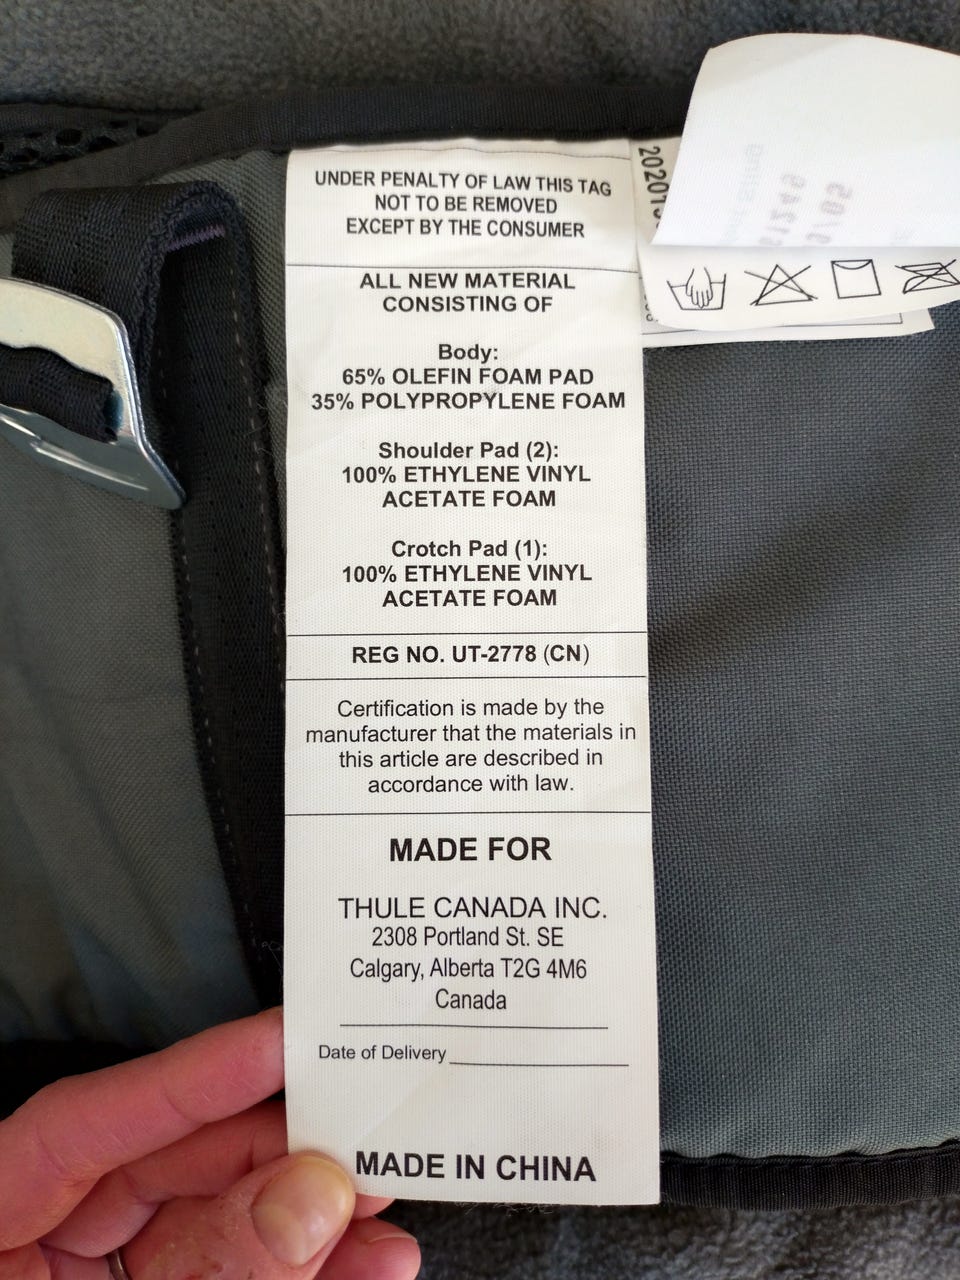 UNDER PENALTY OF LAW THIS TAG
NOT TO BE REMOVED
EXCEPT BY THE CONSUMER
ALL NEW MATERIAL
CONSISTING OF
Body:
65% OLEFIN FOAM PAD
35% POLYPROPYLENE FOAM
Shoulder Pad (2):
100% ETHYLENE VINYL
ACETATE FOAM
Crotch Pad (1):
100% ETHYLENE VINYL
ACETATE FOAM
REG NO. UT-2778 (CN)
Certification is made by the
manufacturer that the materials in
this article are described in
accordance with law.
MADE FOR
THULE CANADA INC.
2308 Portland St. SE
Calgary, Alberta T2G 4M6
Canada
Date of Delivery
MADE IN CHINA